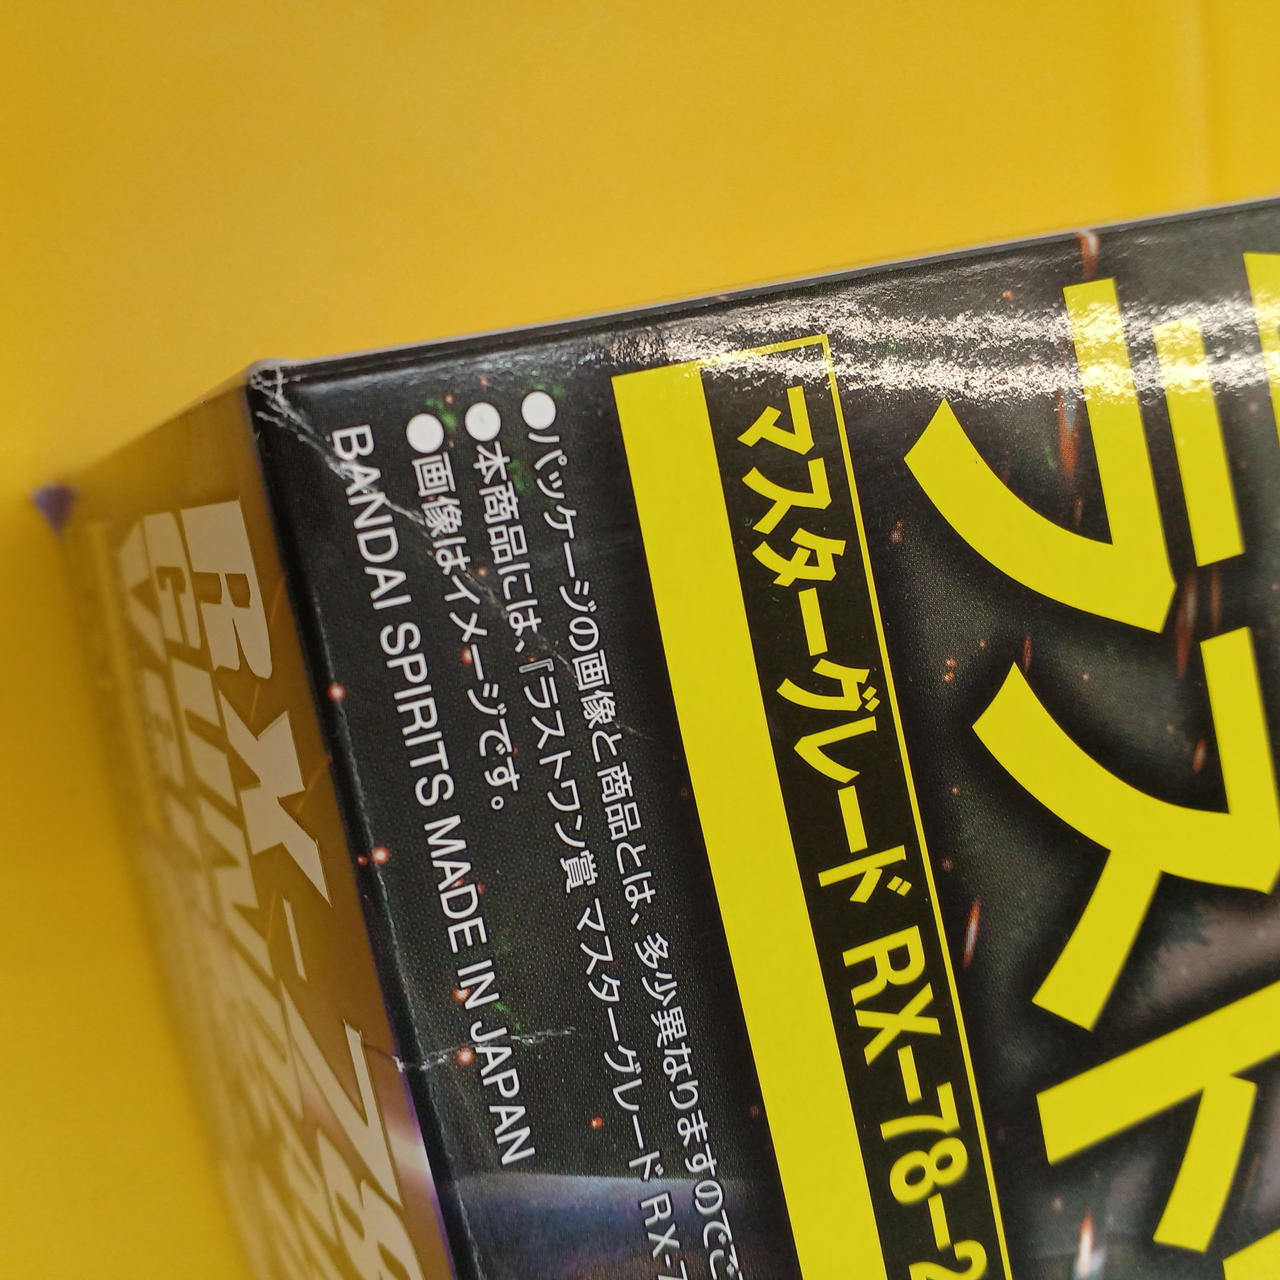 ラスト
マスターグレード RX-78-2
●パッケージの画像と商品とは、多少異なりますのでご
●本商品には、『ラストワン賞 マスターグレード RX-7
●画像はイメージです。
BANDAI SPIRITS MADE IN JAPAN
RX-78
GUNDAM